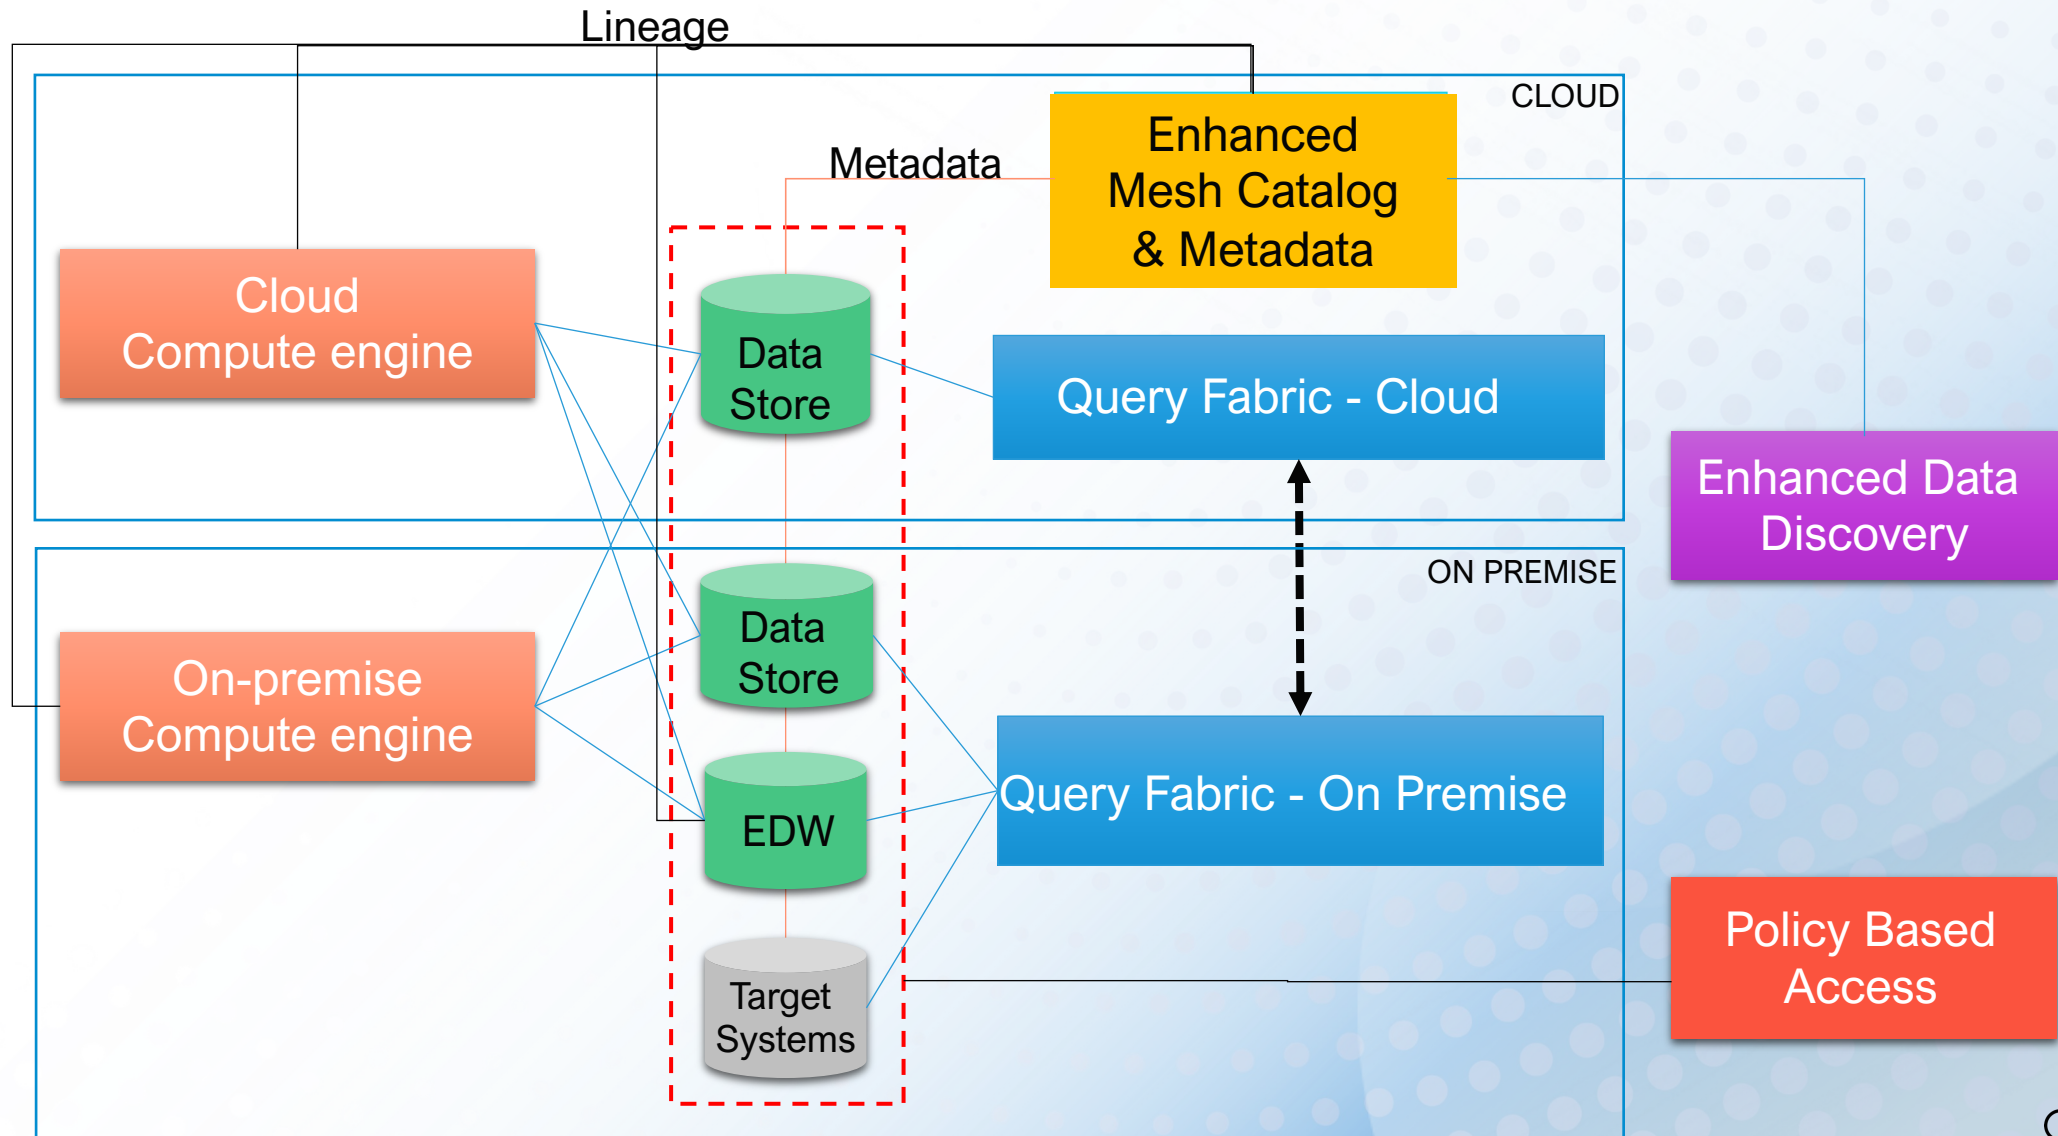 Lineage
CLOUD
Enhanced
Mesh Catalog
& Metadata
Metadata
Cloud
Compute engine
Data
Store
Query Fabric - Cloud
Enhanced Data
Discovery
ON PREMISE
Data
Store
On-premise
Compute engine
Query Fabric - On Premise
EDW
Policy Based
Access
Target
Systems